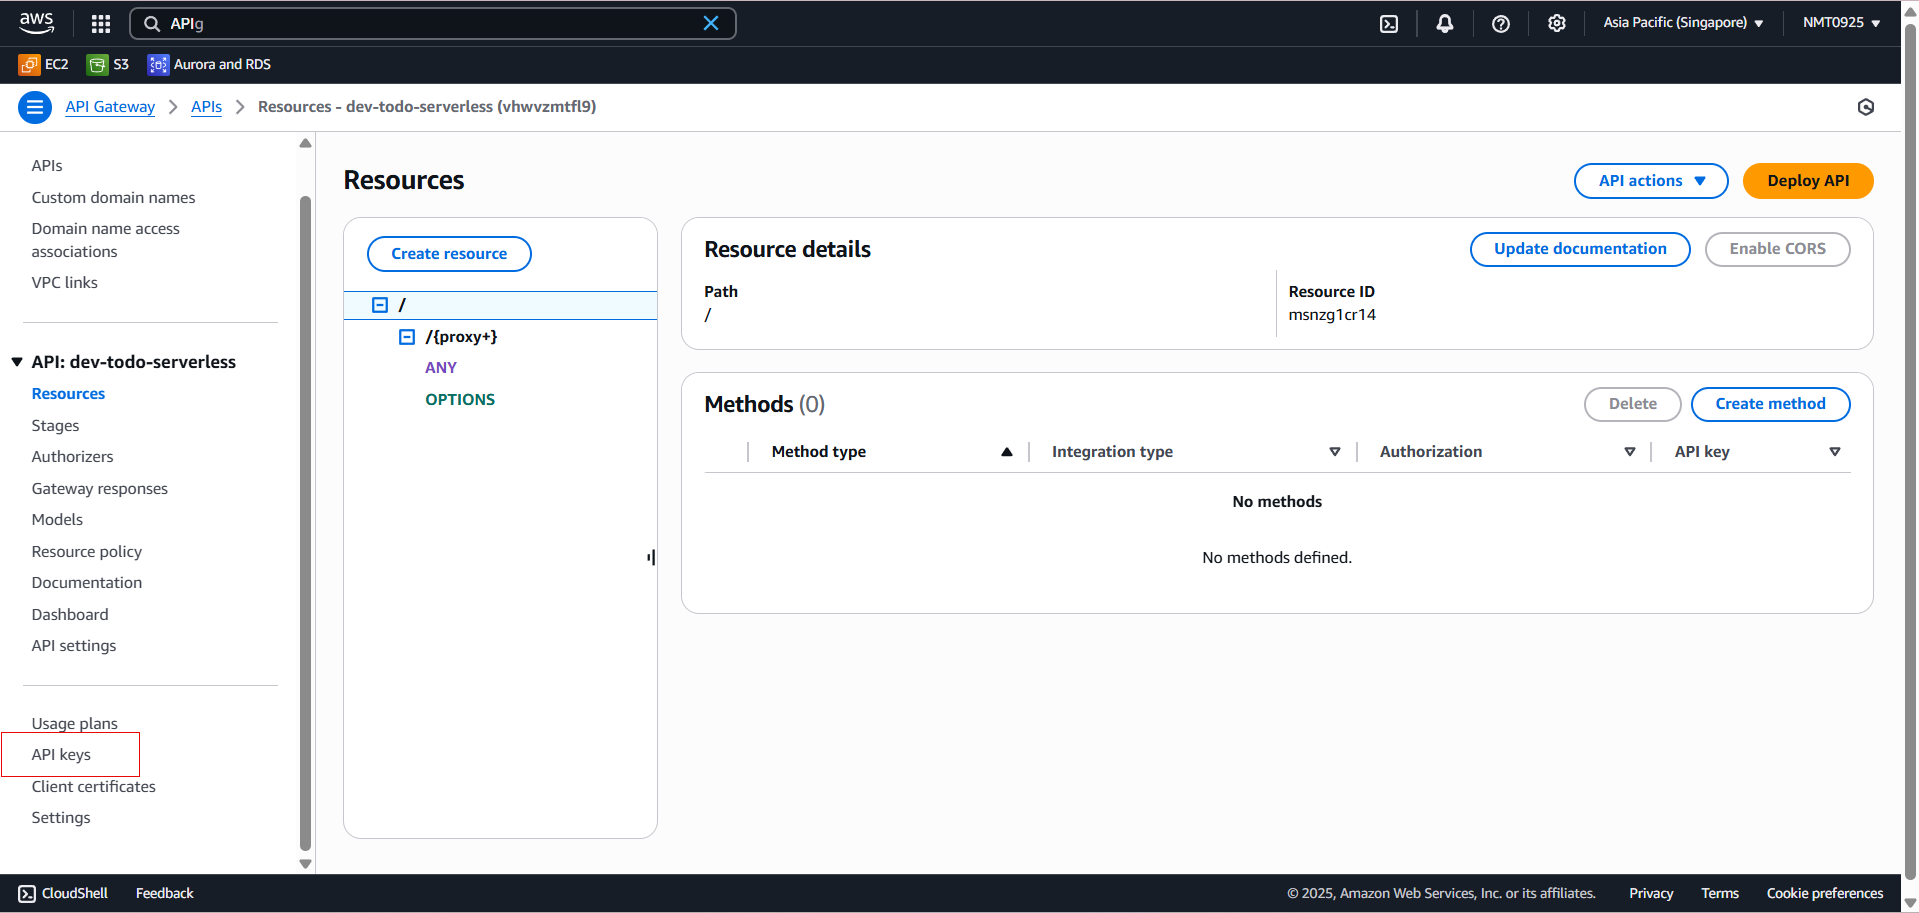 aws
APIg
Asia Pacific (Singapore)
NMT0925
EC2
S3
Aurora and RDS
API Gateway
APIs
Resources - dev-todo-serverless (vhwvzmtfl9)
APIs
Custom domain names
Domain name access
associations
VPC links
API: dev-todo-serverless
Resources
Stages
Authorizers
Gateway responses
Models
Resource policy
Documentation
Dashboard
API settings
Usage plans
API keys
Client certificates
Settings
Resources
API actions
Deploy API
Create resource
/
/{proxy+}
ANY
OPTIONS
Resource details
Update documentation
Enable CORS
Path
/
Resource ID
msnzg1cr14
Methods (0)
Delete
Create method
Method type
Integration type
Authorization
API key
No methods
No methods defined.
CloudShell
Feedback
© 2025, Amazon Web Services, Inc. or its affiliates.
Privacy
Terms
Cookie preferences